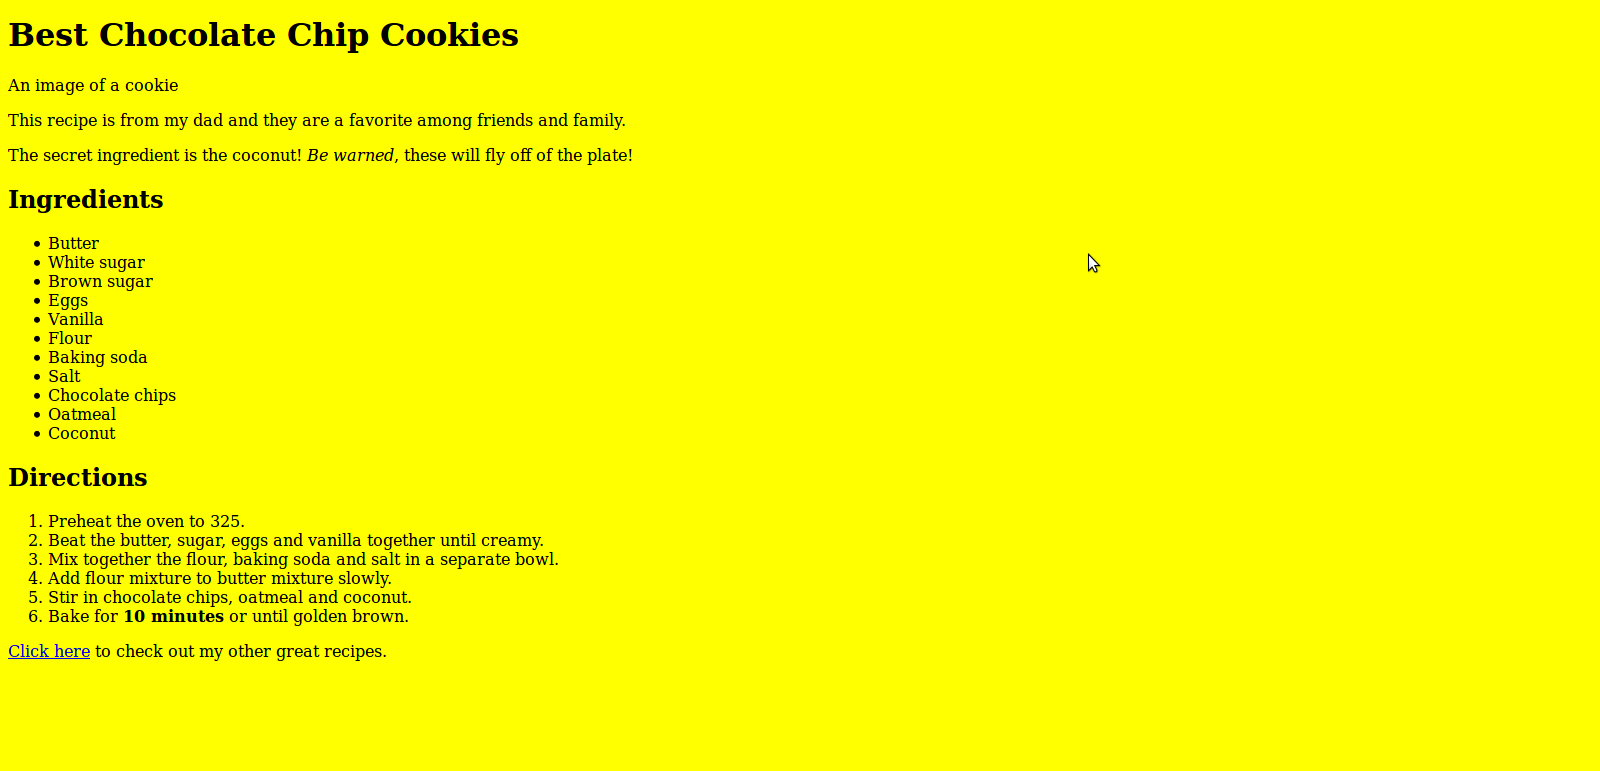 Best Chocolate Chip Cookies
An image of a cookie
This recipe is from my dad and they are a favorite among friends and family.
The secret ingredient is the coconut! Be warned, these will fly off of the plate!
Ingredients
• Butter
• White sugar
• Brown sugar
• Eggs
• Vanilla
• Flour
• Baking soda
• Salt
• Chocolate chips
• Oatmeal
• Coconut
Directions
1. Preheat the oven to 325.
2. Beat the butter, sugar, eggs and vanilla together until creamy.
3. Mix together the flour, baking soda and salt in a separate bowl.
4. Add flour mixture to butter mixture slowly.
5. Stir in chocolate chips, oatmeal and coconut.
6. Bake for 10 minutes or until golden brown.
Click here to check out my other great recipes.